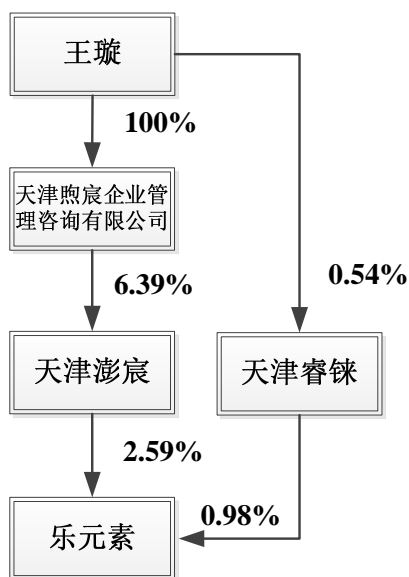 王璇
100%
天津煦宸企业管
理咨询有限公司
6.39%
0.54%
天津澎宸
天津睿铼
2.59%
0.98%
乐元素